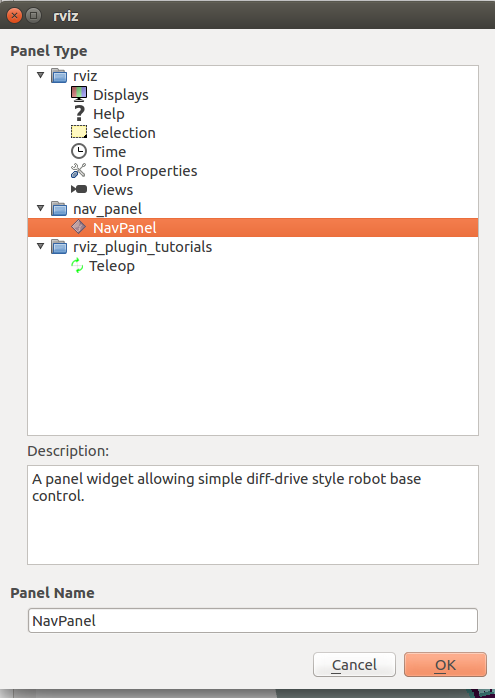 rviz
Panel Type
rviz
Displays
Help
Selection
Time
Tool Properties
Views
nav_panel
NavPanel
rviz_plugin_tutorials
Teleop
Description:
A panel widget allowing simple diff-drive style robot base
control.
Panel Name
NavPanel
Cancel
OK